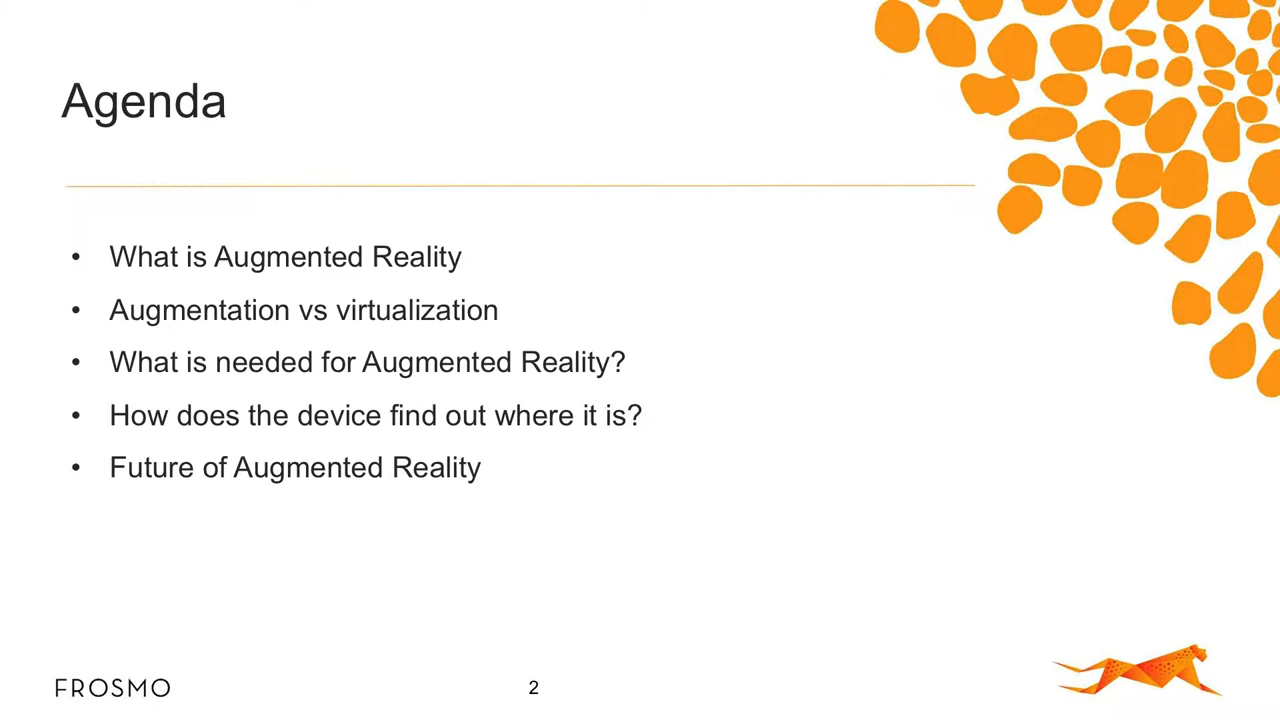 Agenda
• What is Augmented Reality
• Augmentation vs virtualization
• What is needed for Augmented Reality?
• How does the device find out where it is?
• Future of Augmented Reality
FROSMO
2